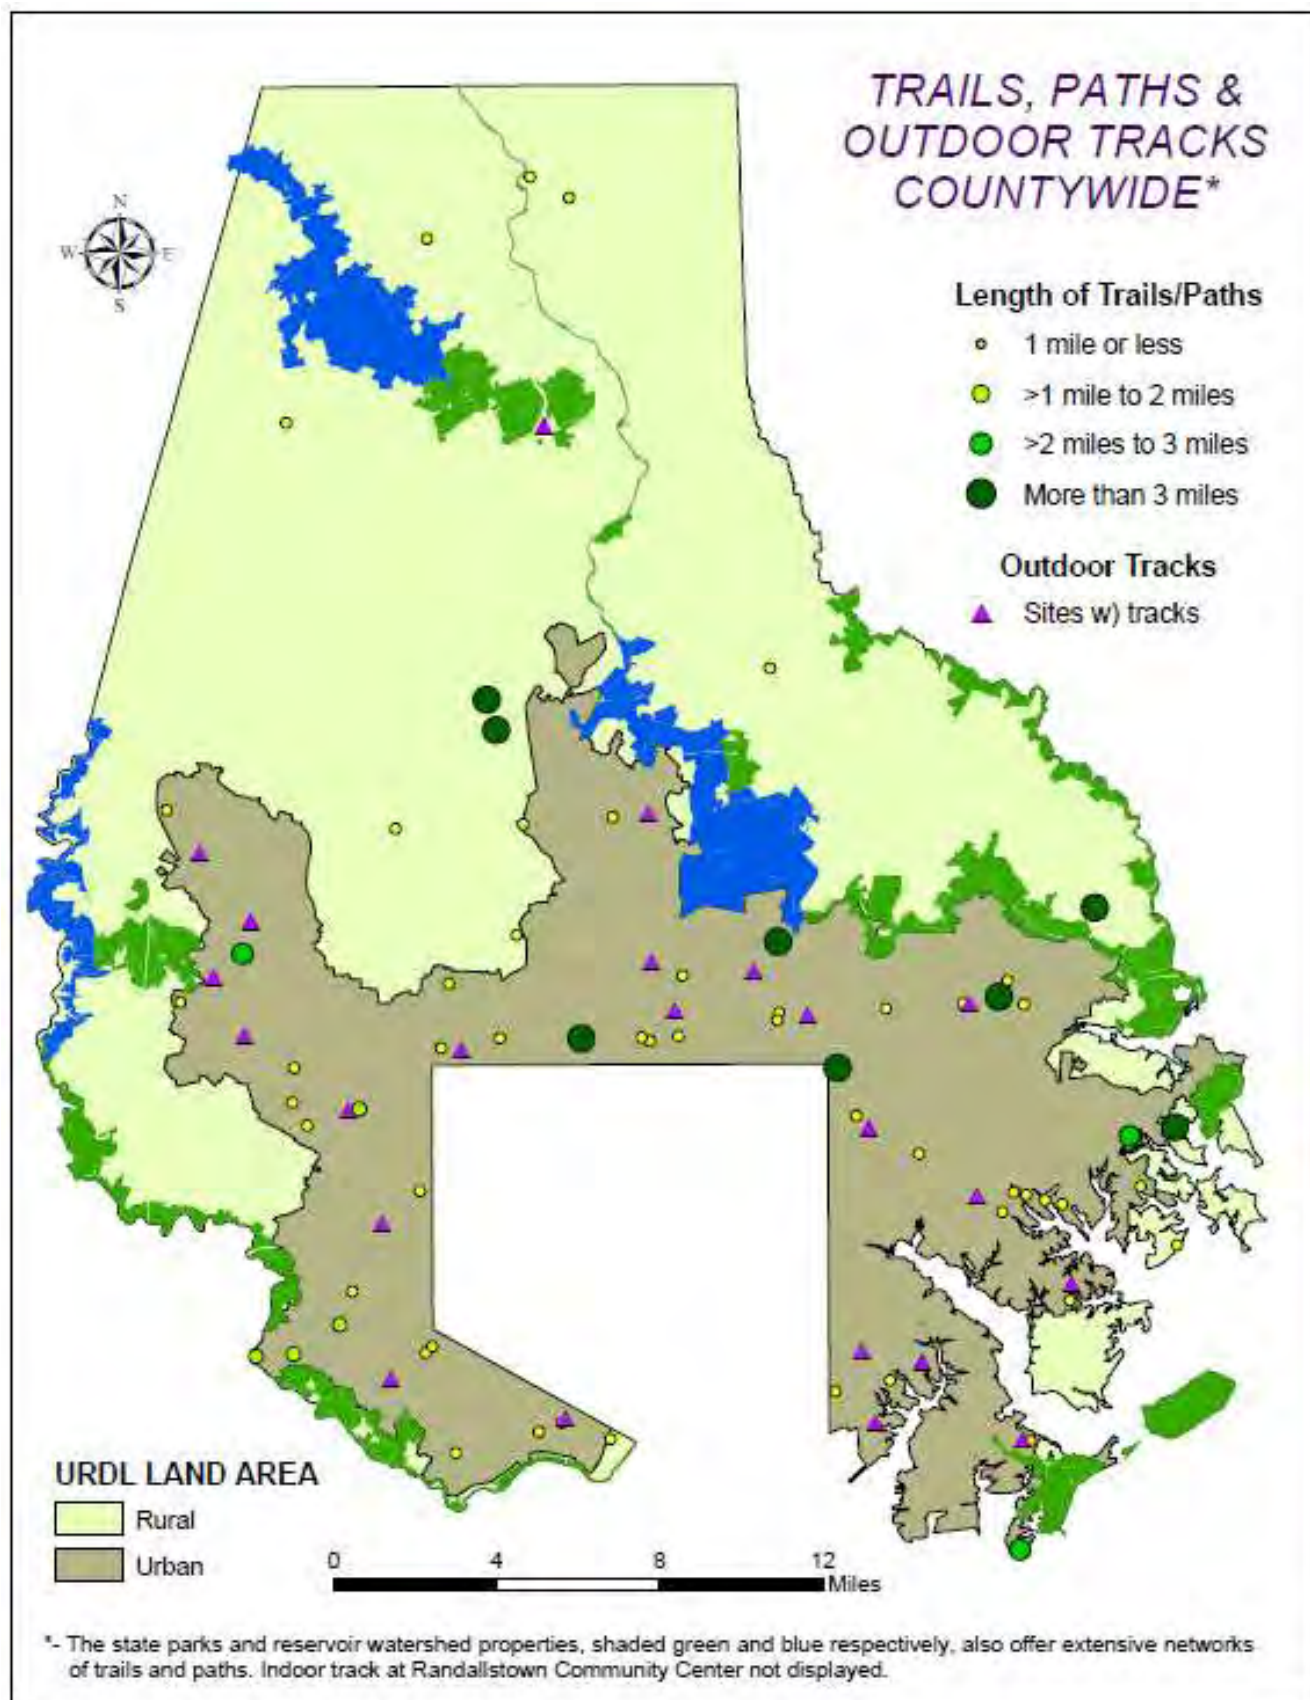 TRAILS, PATHS &
OUTDOOR TRACKS
COUNTYWIDE*
N
W
E
S
Length of Trails/Paths
1 mile or less
>1 mile to 2 miles
>2 miles to 3 miles
More than 3 miles
Outdoor Tracks
Sites w) tracks
URDL LAND AREA
Rural
Urban
0 4 8 12
Miles
*- The state parks and reservoir watershed properties, shaded green and blue respectively, also offer extensive networks
of trails and paths. Indoor track at Randallstown Community Center not displayed.